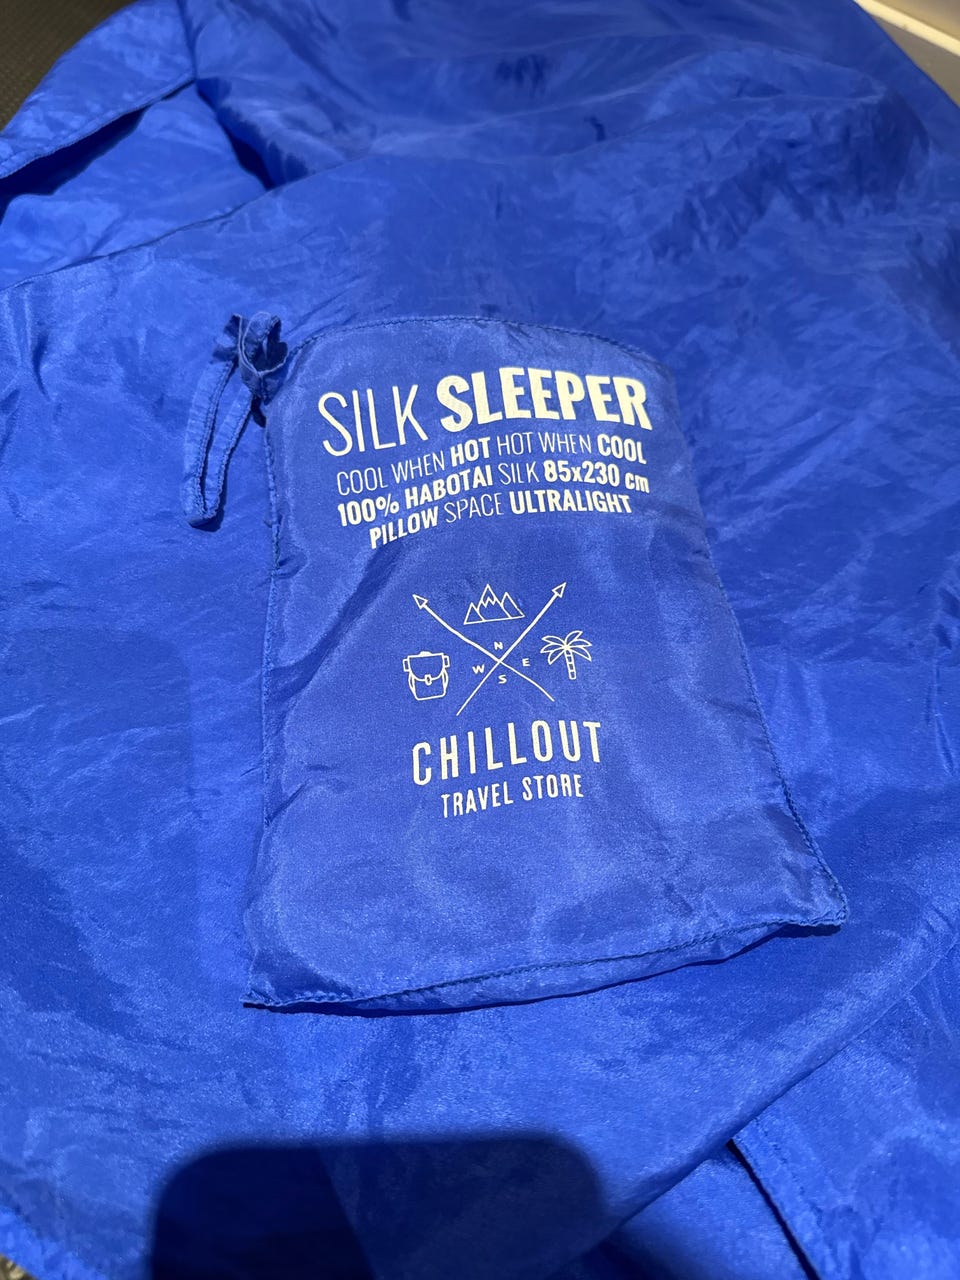 SILK SLEEPER
COOL WHEN HOT HOT WHEN COOL
100% HABOTAI SILK 85x230 cm
PILLOW SPACE ULTRALIGHT
N
W E
S
CHILLOUT
TRAVEL STORE